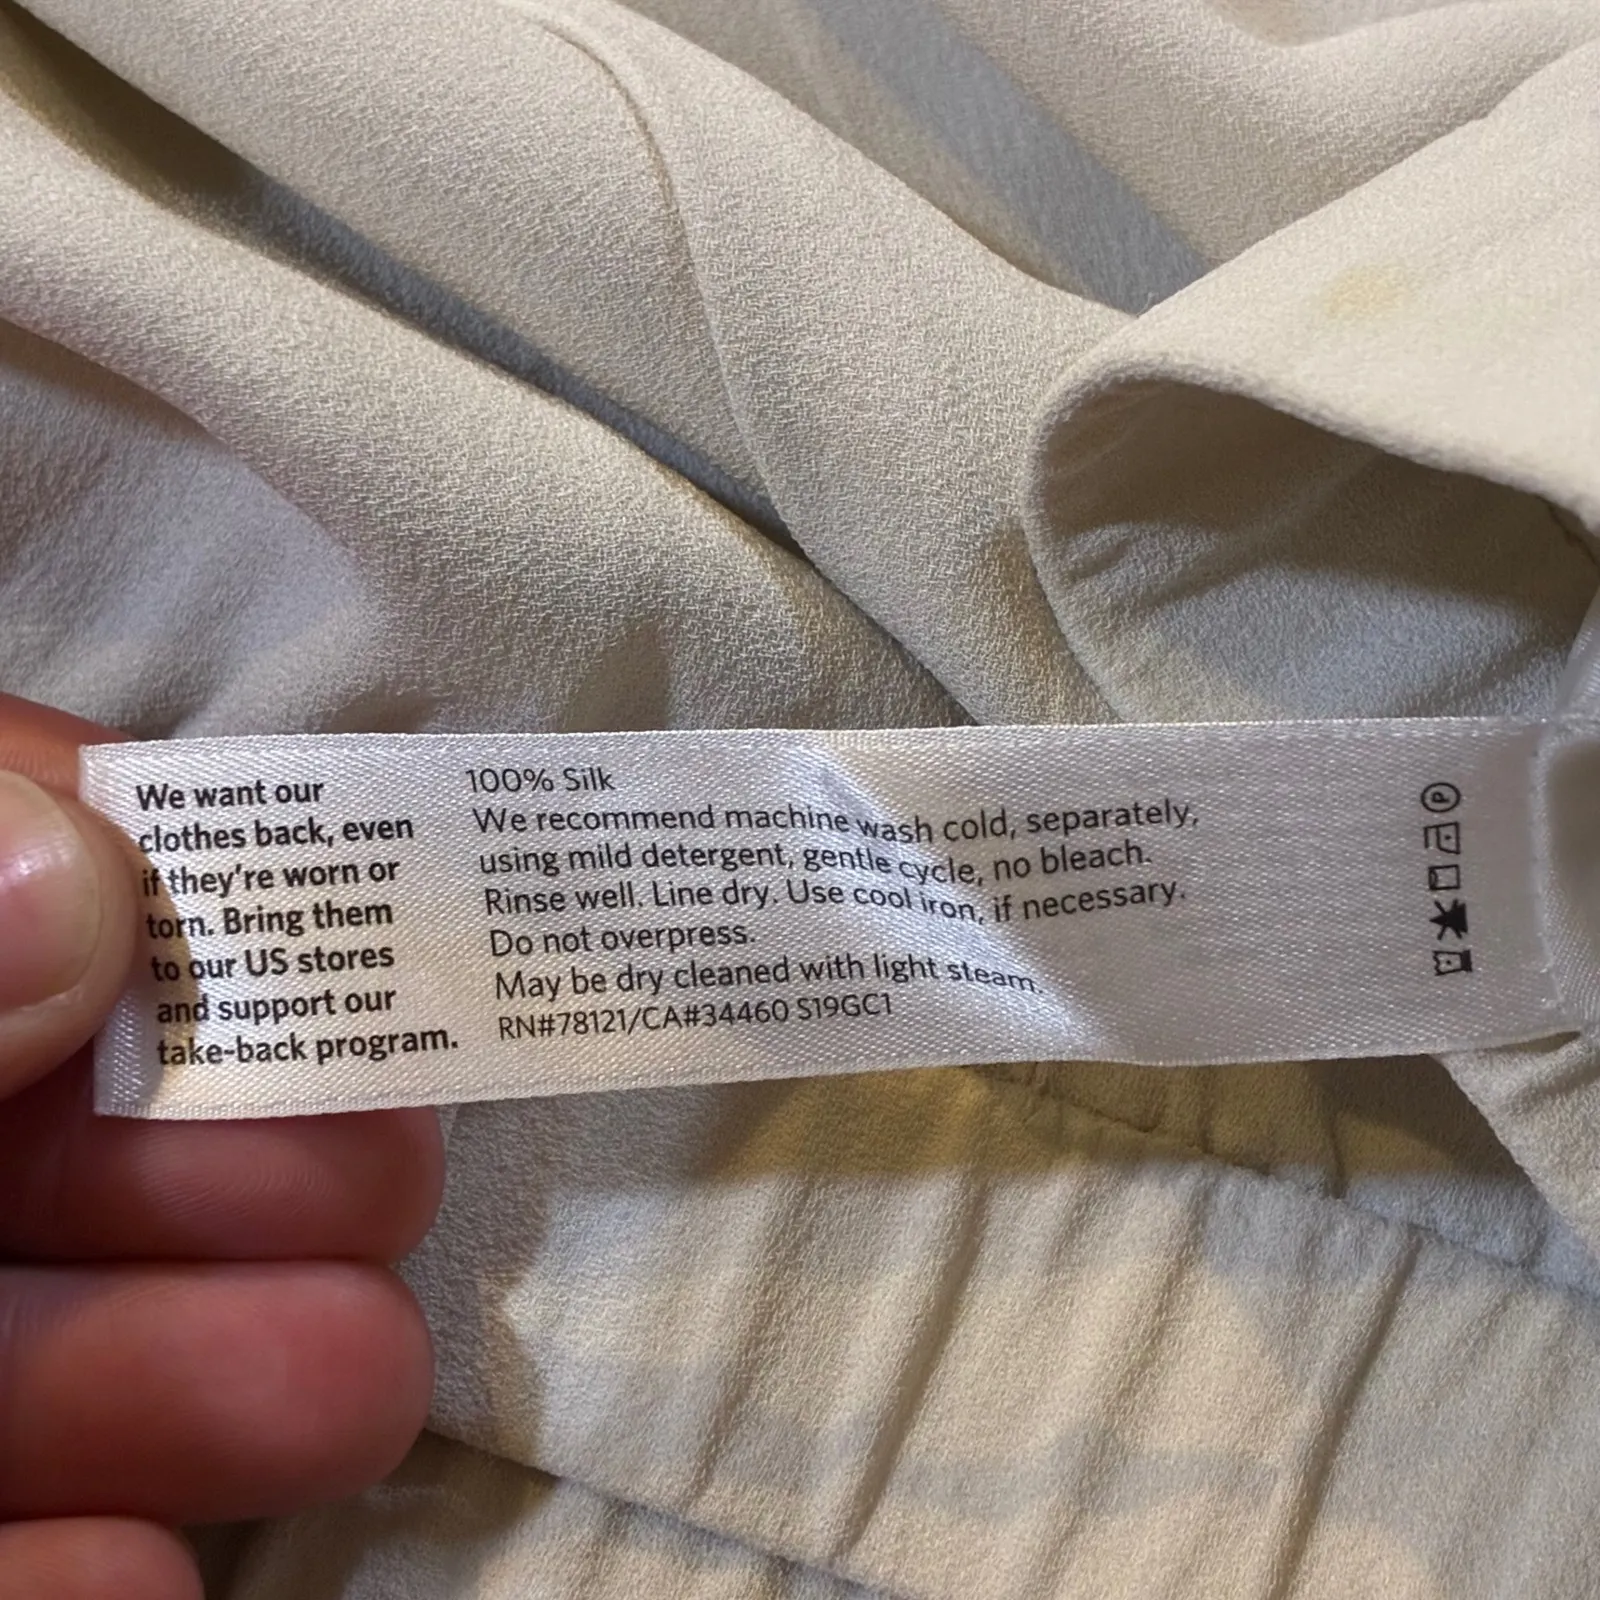 We want our
clothes back, even
if they're worn or
torn. Bring them
to our US stores
and support our
take-back program.
100% Silk
We recommend machine wash cold, separately,
using mild detergent, gentle cycle, no bleach.
Rinse well. Line dry. Use cool iron, if necessary.
Do not overpress.
May be dry cleaned with light steam.
RN#78121/CA#34460 S19GC1
P